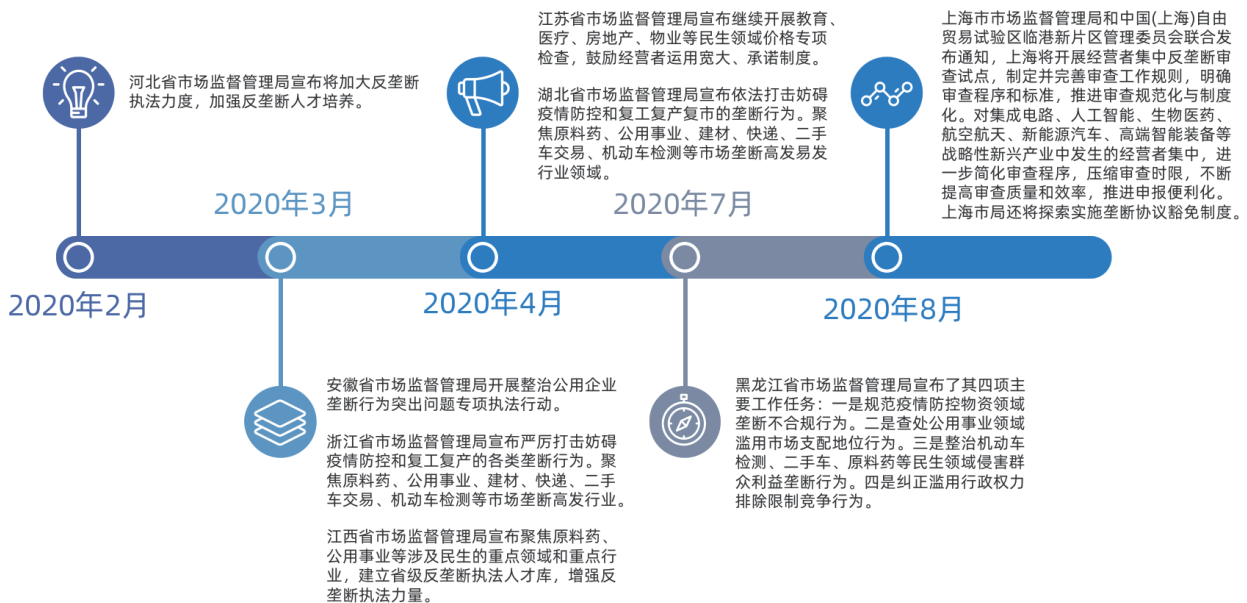 河北省市场监督管理局宣布将加大反垄断
执法力度，加强反垄断人才培养。
2020年2月
2020年3月
安徽省市场监督管理局开展整治公用企业
垄断行为突出问题专项执法行动。
浙江省市场监督管理局宣布严厉打击妨碍
疫情防控和复工复产的各类垄断行为。聚
焦原料药、公用事业、建材、快递、二手
车交易、机动车检测等市场垄断高发行业。
江西省市场监督管理局宣布聚焦原料药、
公用事业等涉及民生的重点领域和重点行
业，建立省级反垄断执法人才库，增强反
垄断执法力量。
江苏省市场监督管理局宣布继续开展教育、
医疗、房地产、物业等民生领域价格专项
检查，鼓励经营者运用宽大、承诺制度。
湖北省市场监督管理局宣布依法打击妨碍
疫情防控和复工复产复市的垄断行为。聚
焦原料药、公用事业、建材、快递、二手
车交易、机动车检测等市场垄断高发易发
行业领域。
2020年4月
2020年7月
黑龙江省市场监督管理局宣布了其四项主
要工作任务：一是规范疫情防控物资领域
垄断不合规行为。二是查处公用事业领域
滥用市场支配地位行为。三是整治机动车
检测、二手车、原料药等民生领域侵害群
众利益垄断行为。四是纠正滥用行政权力
排除限制竞争行为。
上海市市场监督管理局和中国(上海)自由
贸易试验区临港新片区管理委员会联合发
布通知，上海将开展经营者集中反垄断审
查试点，制定并完善审查工作规则，明确
审查程序和标准，推进审查规范化与制度
化。对集成电路、人工智能、生物医药、
航空航天、新能源汽车、高端智能装备等
战略性新兴产业中发生的经营者集中，进
一步简化审查程序，压缩审查时限，不断
提高审查质量和效率，推进申报便利化。
上海市局还将探索实施垄断协议豁免制度。
2020年8月